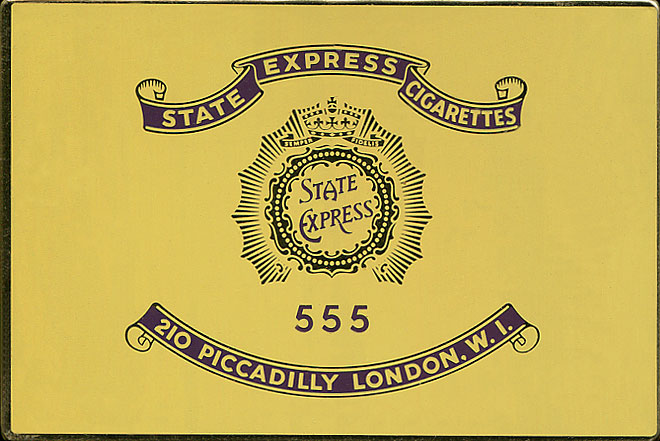 STATE EXPRESS CIGARETTES
SEMPER FIDELIS
STATE
EXPRESS
555
210 PICCADILLY LONDON. W. I.